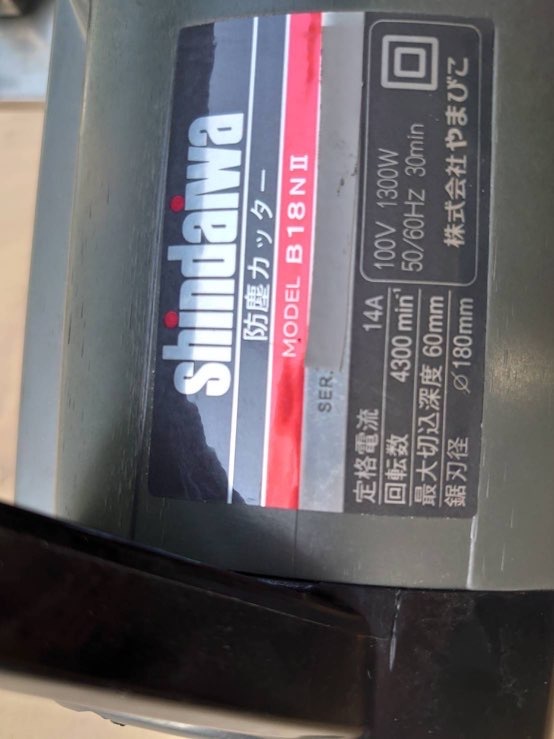 shindaiwa
防塵カッター
MODEL B18NⅡ
SER.
定格電流 14A
回転数 4300 min⁻¹
最大切込深度 60mm
鋸刃径 ⌀180mm
100V 1300W
50/60Hz 30min
株式会社やまびこ